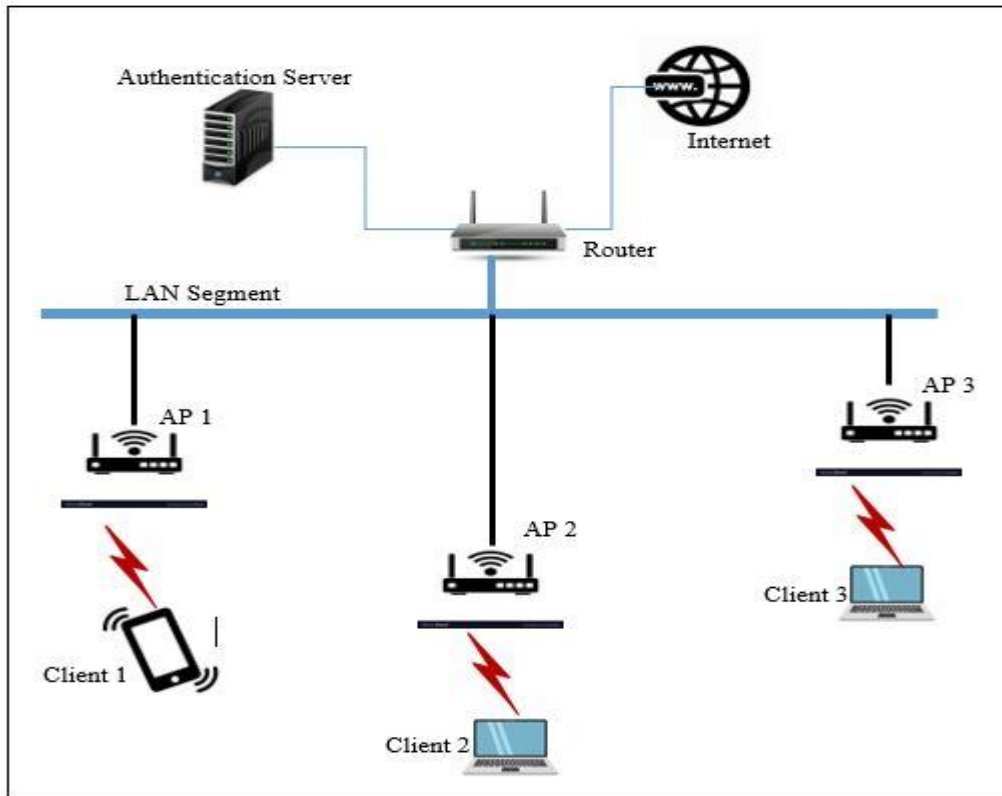 Authentication Server
www.
Internet
Router
LAN Segment
AP 1
AP 3
AP 2
Client 3
Client 1
Client 2